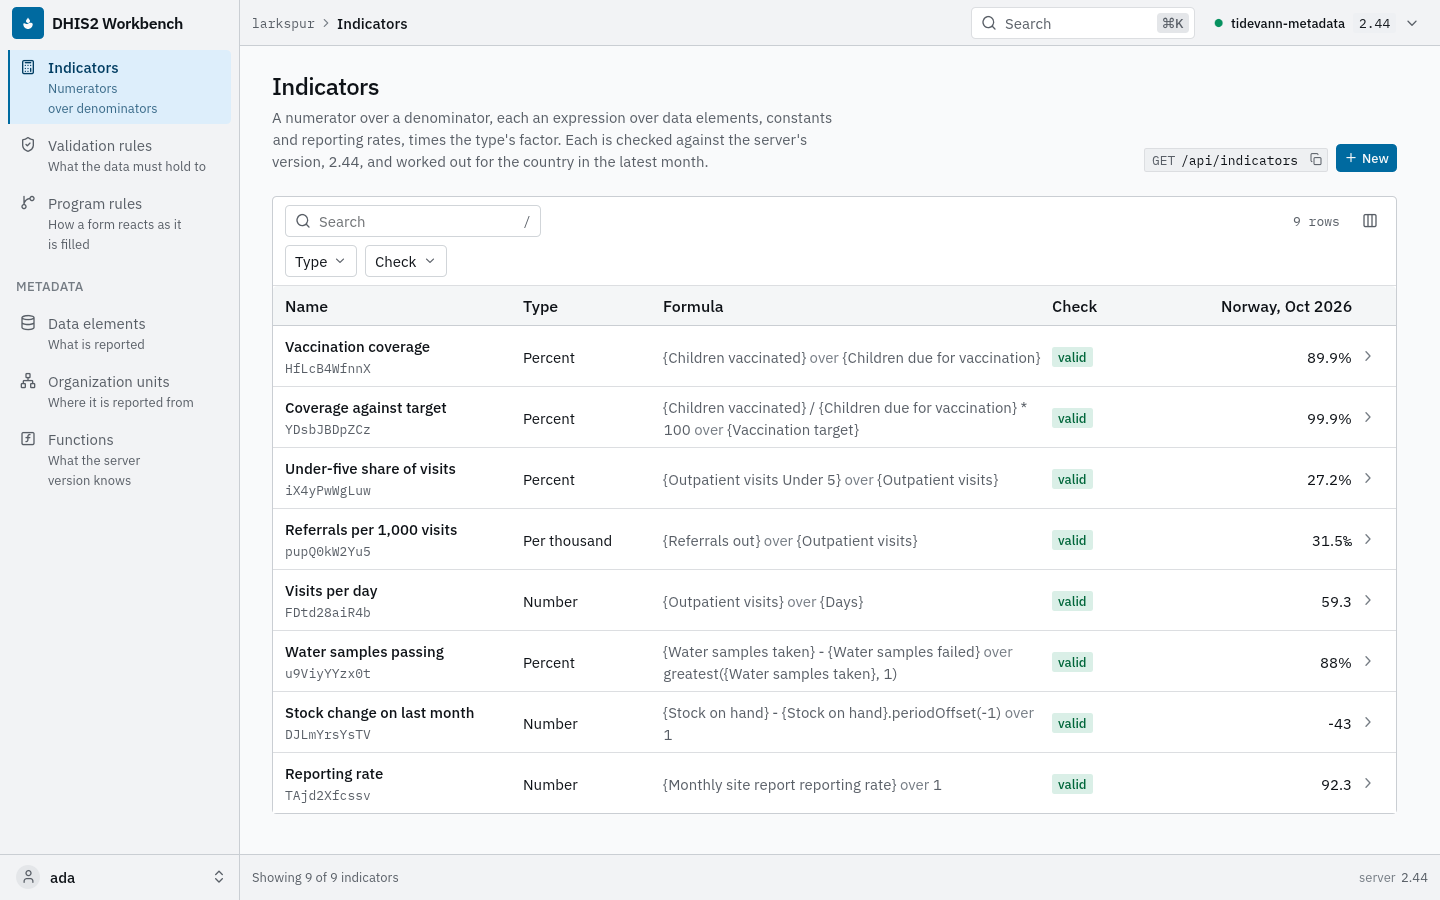 DHIS2 Workbench
larkspur > Indicators
Search ⌘K
tidevann-metadata 2.44
Indicators
Numerators
over denominators
Validation rules
What the data must hold to
Program rules
How a form reacts as it
is filled
METADATA
Data elements
What is reported
Organization units
Where it is reported from
Functions
What the server
version knows
ada
Indicators
A numerator over a denominator, each an expression over data elements, constants
and reporting rates, times the type's factor. Each is checked against the server's
version, 2.44, and worked out for the country in the latest month.
GET /api/indicators
+ New
Search /
9 rows
Type
Check
Name Type Formula Check Norway, Oct 2026
Vaccination coverage
HfLcB4WfnnX
Percent
{Children vaccinated} over {Children due for vaccination}
valid
89.9%
Coverage against target
YDsbJBDpZCz
Percent
{Children vaccinated} / {Children due for vaccination} *
100 over {Vaccination target}
valid
99.9%
Under-five share of visits
iX4yPwWgLuw
Percent
{Outpatient visits Under 5} over {Outpatient visits}
valid
27.2%
Referrals per 1,000 visits
pupQ0kW2Yu5
Per thousand
{Referrals out} over {Outpatient visits}
valid
31.5‰
Visits per day
FDtd28aiR4b
Number
{Outpatient visits} over {Days}
valid
59.3
Water samples passing
u9ViyYYzx0t
Percent
{Water samples taken} - {Water samples failed} over
greatest({Water samples taken}, 1)
valid
88%
Stock change on last month
DJLmYrsYsTV
Number
{Stock on hand} - {Stock on hand}.periodOffset(-1) over
1
valid
-43
Reporting rate
TAjd2Xfcssv
Number
{Monthly site report reporting rate} over 1
valid
92.3
Showing 9 of 9 indicators
server 2.44